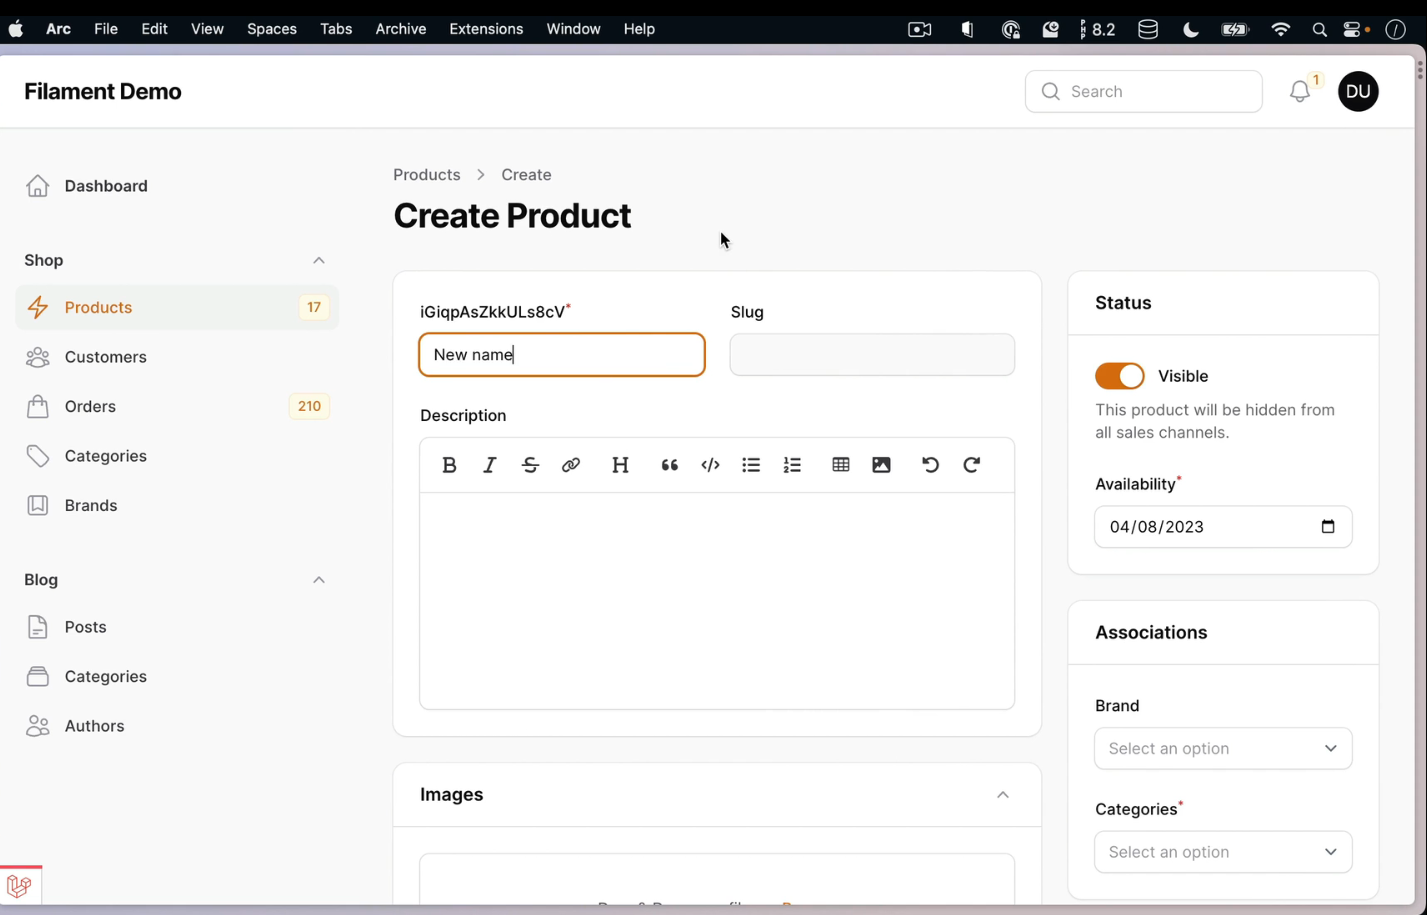 Arc File Edit View Spaces Tabs Archive Extensions Window Help 8.2
Filament Demo
Search
1
DU
Dashboard
Shop
Products 17
Customers
Orders 210
Categories
Brands
Blog
Posts
Categories
Authors
Products > Create
Create Product
iGiqpAsZkkULs8cV*
New name
Slug
Description
Images
Status
Visible
This product will be hidden from
all sales channels.
Availability*
04/08/2023
Associations
Brand
Select an option
Categories*
Select an option